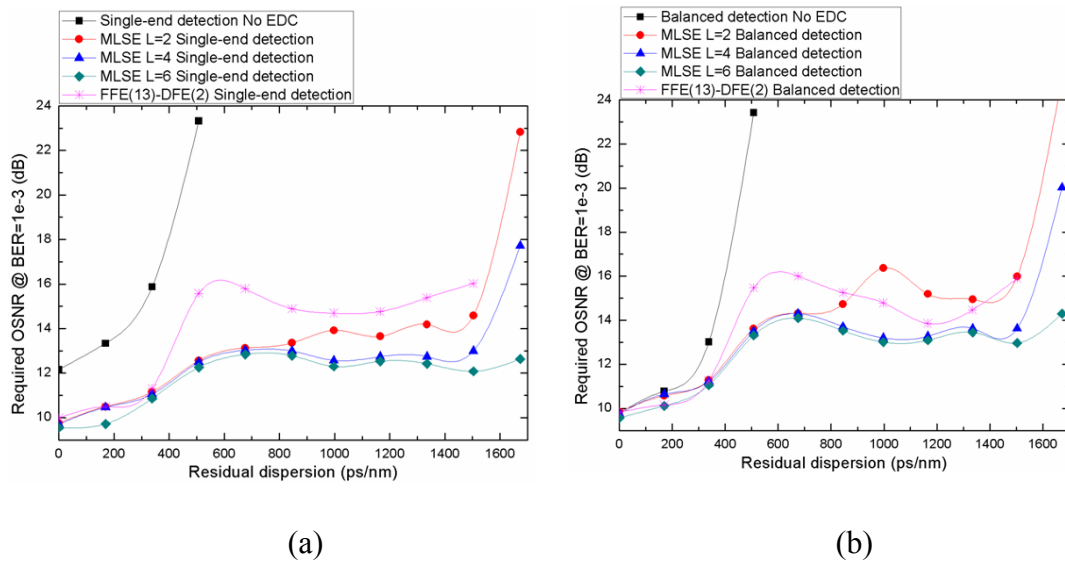 Single-end detection No EDC
MLSE L=2 Single-end detection
MLSE L=4 Single-end detection
MLSE L=6 Single-end detection
FFE(13)-DFE(2) Single-end detection
24
22
20
18
16
14
12
10
Required OSNR @ BER=1e-3 (dB)
0 200 400 600 800 1000 1200 1400 1600
Residual dispersion (ps/nm)
(a)
Balanced detection No EDC
MLSE L=2 Balanced detection
MLSE L=4 Balanced detection
MLSE L=6 Balanced detection
FFE(13)-DFE(2) Balanced detection
24
22
20
18
16
14
12
10
Required OSNR @ BER=1e-3 (dB)
0 200 400 600 800 1000 1200 1400 1600
Residual dispersion (ps/nm)
(b)